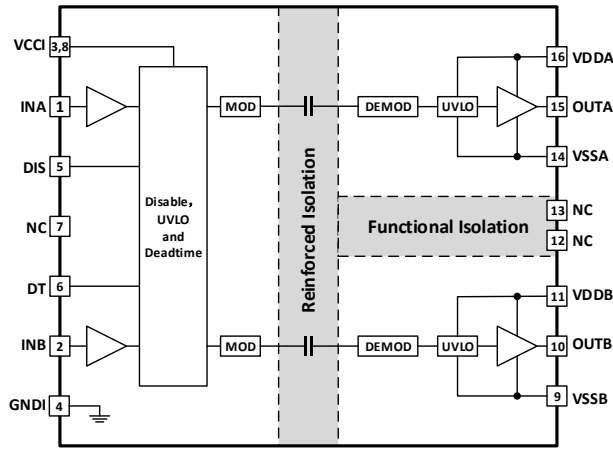 VCCI 3,8
INA 1
DIS 5
NC 7
DT 6
INB 2
GNDI 4
Disable,
UVLO
and
Deadtime
MOD
MOD
Reinforced Isolation
DEMOD
UVLO
16 VDDA
15 OUTA
14 VSSA
Functional Isolation
13 NC
12 NC
DEMOD
UVLO
11 VDDB
10 OUTB
9 VSSB